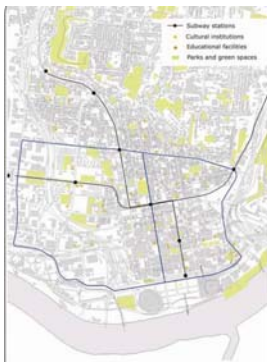 Subway stations
Cultural institutions
Educational facilities
Parks and green spaces